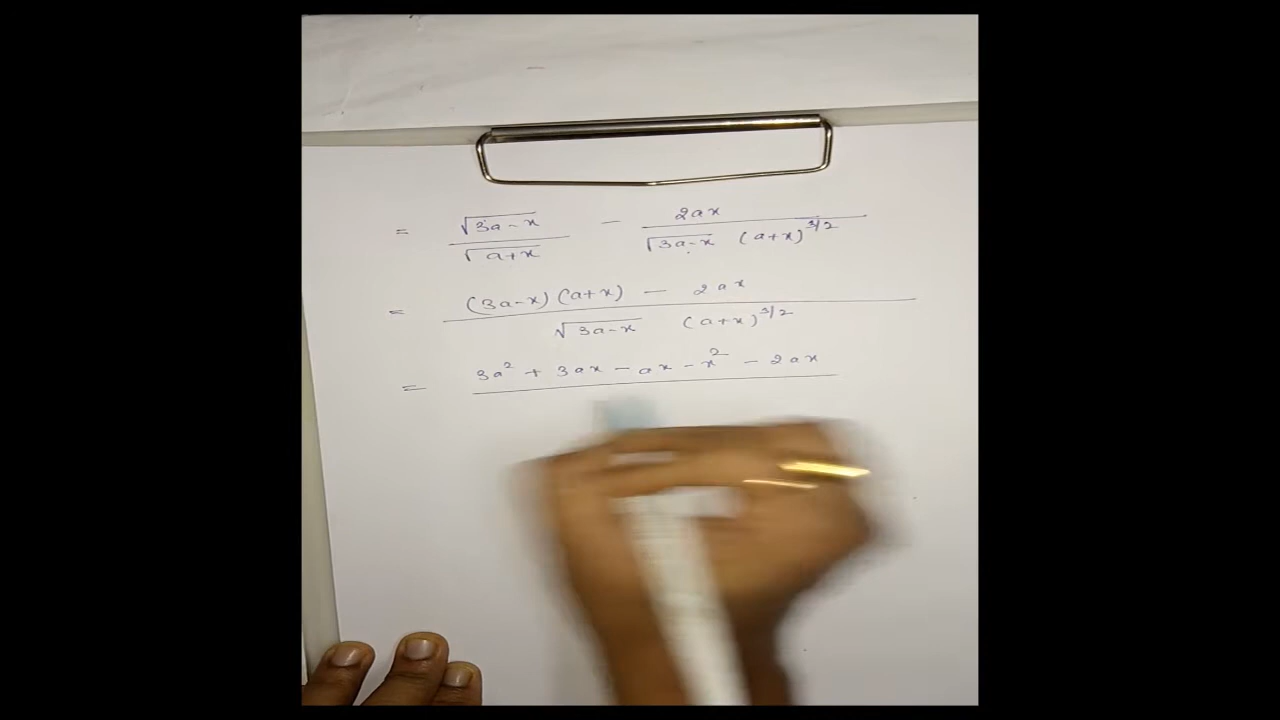 = √(3a-x) / √(a+x) - 2ax / √(3a-x) (a+x)^3/2
= (3a-x)(a+x) - 2ax / √(3a-x) (a+x)^3/2
= 3a² + 3ax - ax - x² - 2ax